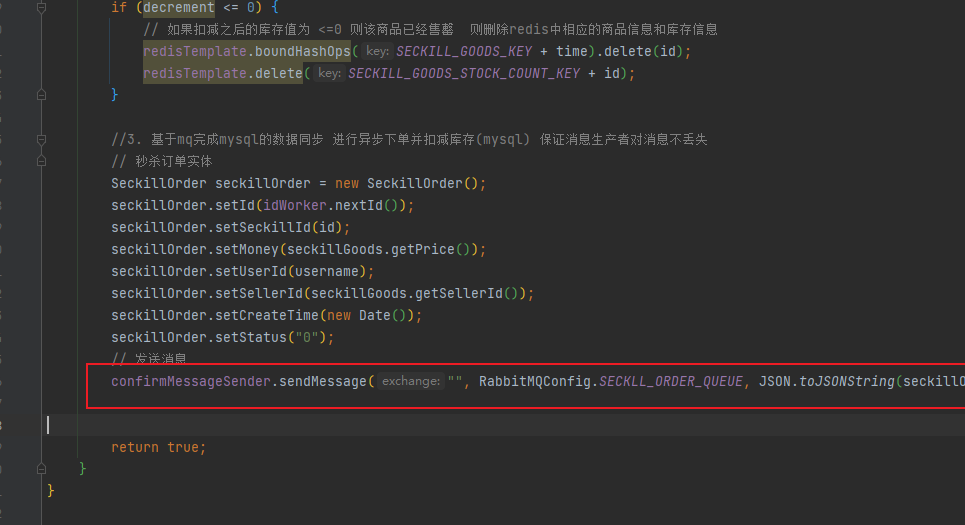 if (decrement <= 0) {
// 如果扣减之后的库存值为 <=0 则该商品已经售罄 则删除redis中相应的商品信息和库存信息
redisTemplate.boundHashOps( key: SECKILL_GOODS_KEY + time).delete(id);
redisTemplate.delete( key: SECKILL_GOODS_STOCK_COUNT_KEY + id);
}
//3. 基于mq完成mysql的数据同步 进行异步下单并扣减库存(mysql) 保证消息生产者对消息不丢失
// 秒杀订单实体
SeckillOrder seckillOrder = new SeckillOrder();
seckillOrder.setId(idWorker.nextId());
seckillOrder.setSeckillId(id);
seckillOrder.setMoney(seckillGoods.getPrice());
seckillOrder.setUserId(username);
seckillOrder.setSellerId(seckillGoods.getSellerId());
seckillOrder.setCreateTime(new Date());
seckillOrder.setStatus("0");
// 发送消息
confirmMessageSender.sendMessage( exchange: "", RabbitMQConfig.SECKLL_ORDER_QUEUE, JSON.toJSONString(seckillO
return true;
}
}